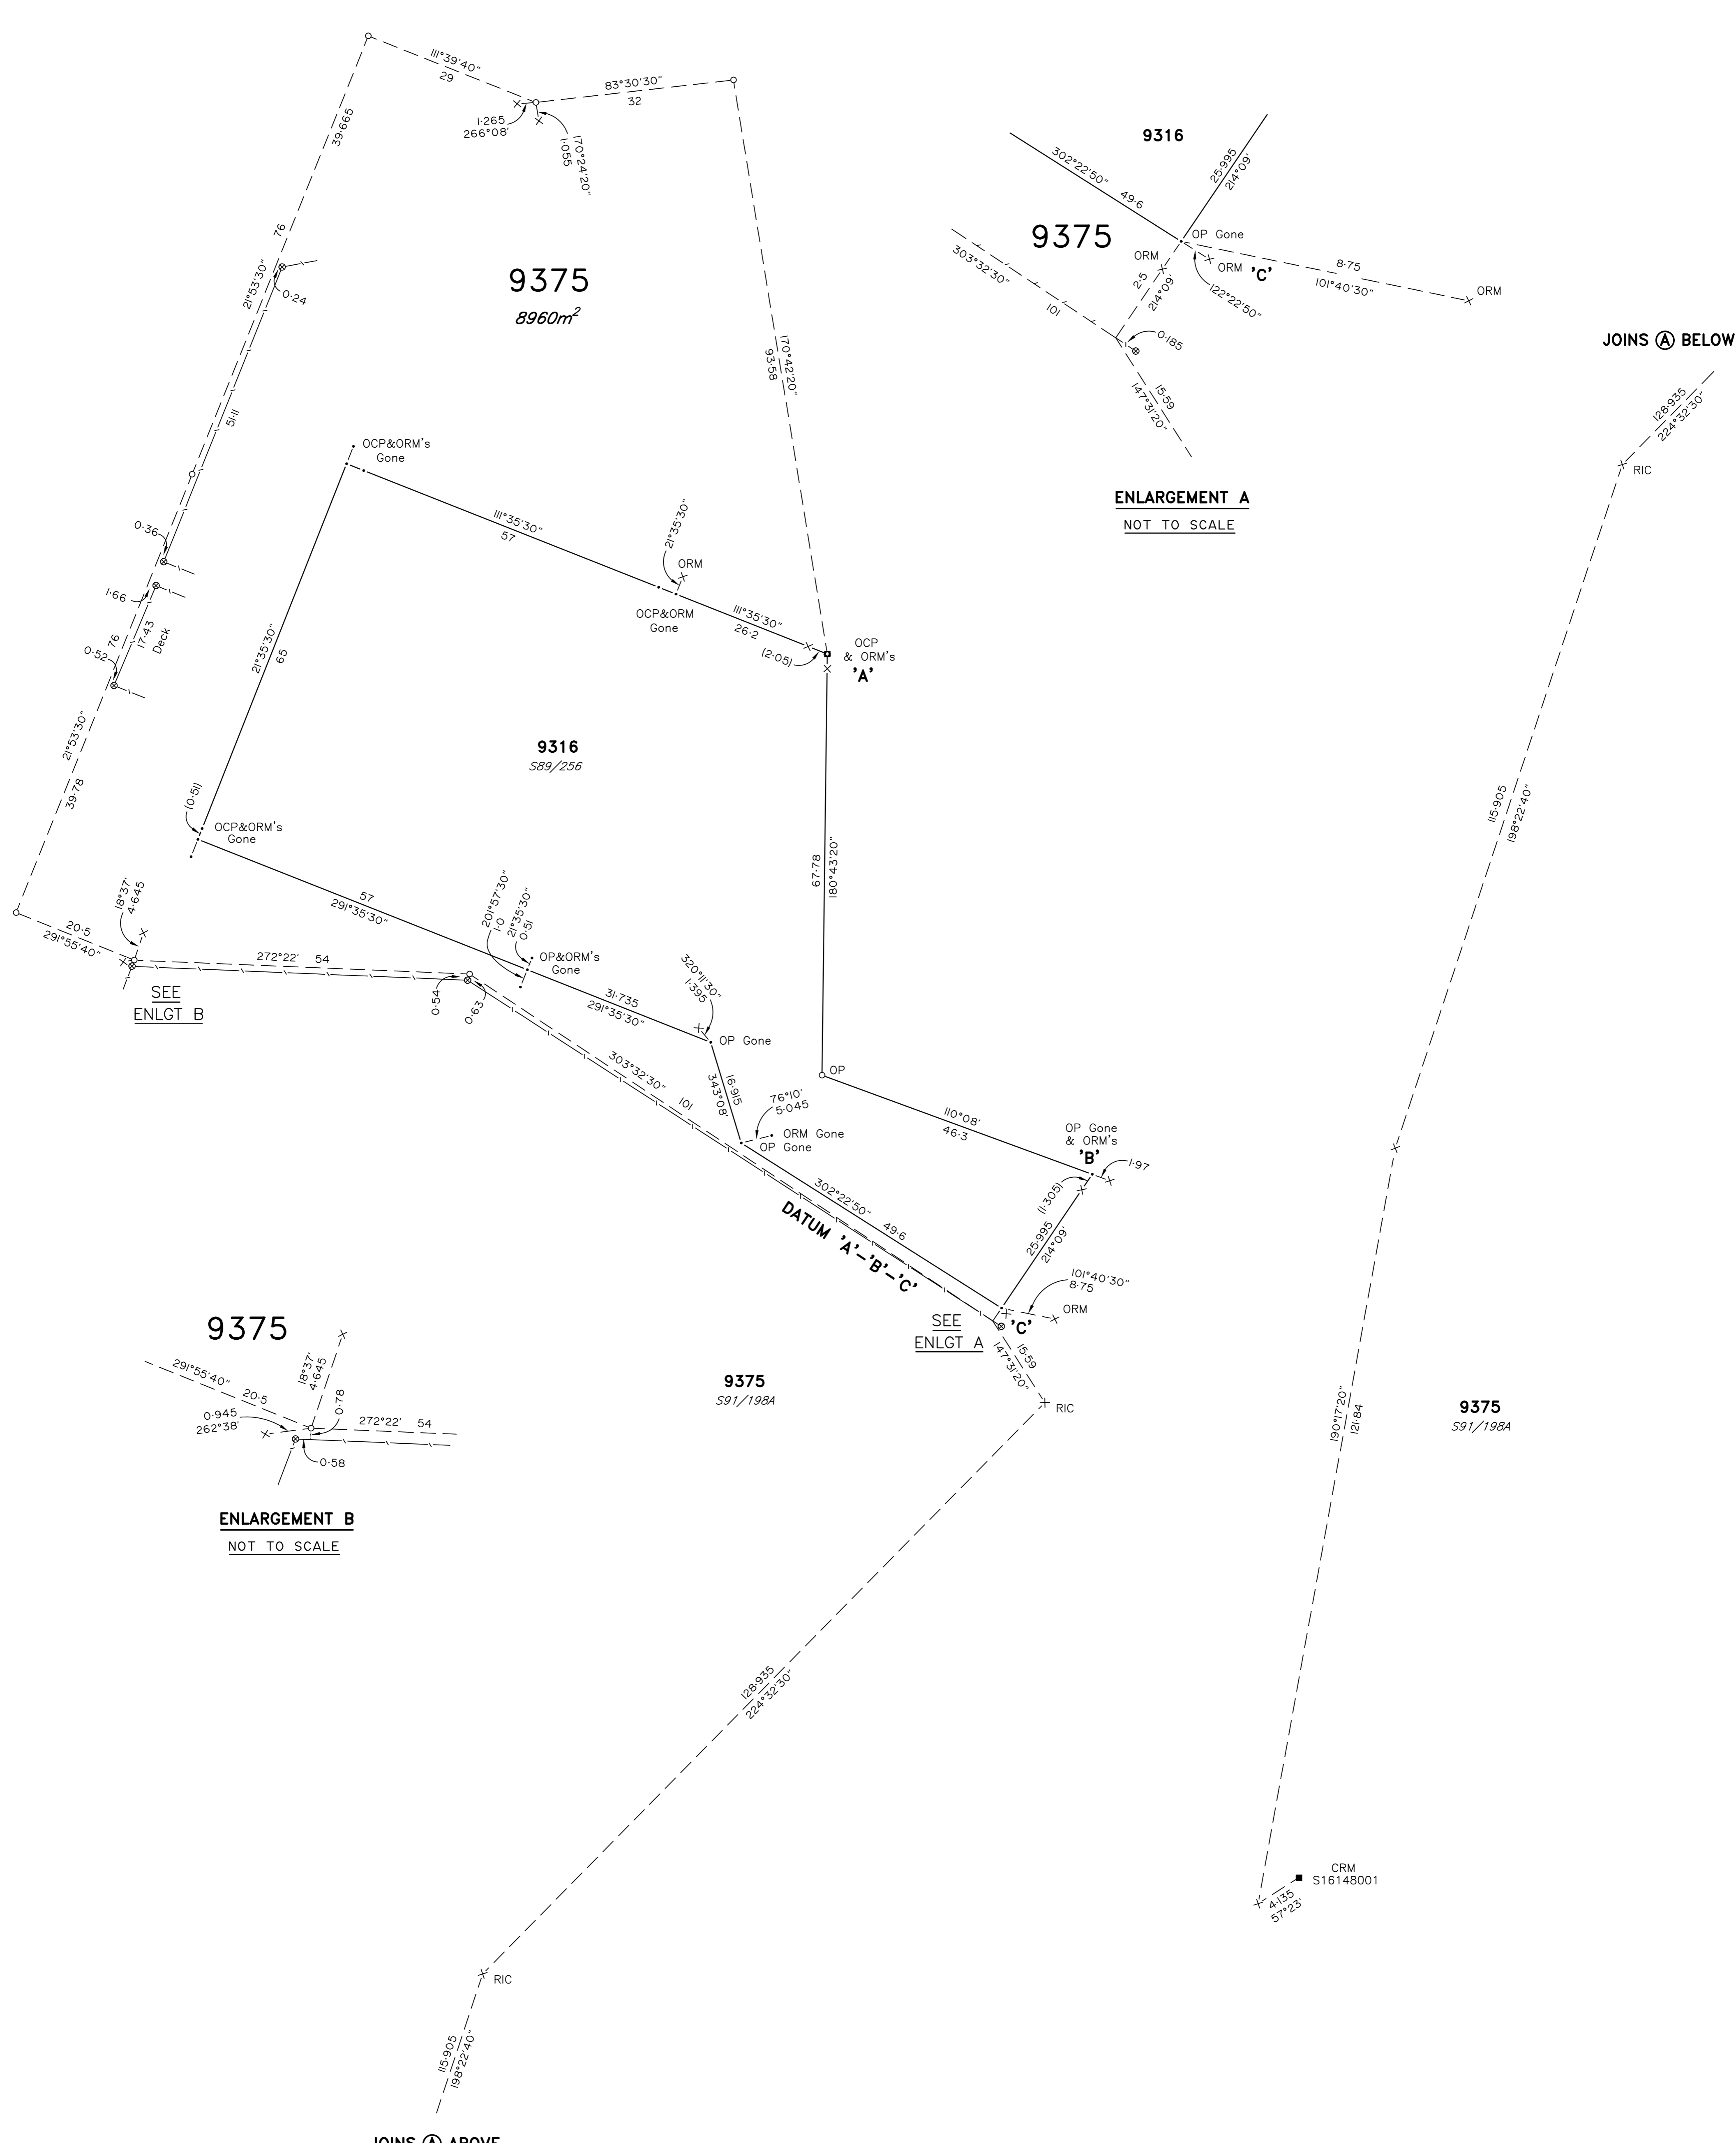 111°39'40"
29
83°30'30"
32
1·265
266°08'
170°24'20"
1·055
39·665
76
21°53'30"
0·24
9375
8960m²
170°42'20"
93·58
51·11
OCP&ORM's
Gone
0·36
1·66
76
17·43
Deck
0·52
21°53'30"
39·78
111°35'30"
57
21°35'30"
ORM
OCP&ORM
Gone
111°35'30"
26·2
(2·05)
OCP
& ORM's
'A'
21°35'30"
65
9316
S89/256
(0·51)
OCP&ORM's
Gone
67·78
180°43'20"
18°37'
4·645
20·5
291°55'40"
57
291°35'30"
201°57'30"
1·0
21°35'30"
0·51
272°22' 54
OP&ORM's
Gone
SEE
ENLGT B
0·54
0·63
320°11'30"
1·395
31·735
291°35'30"
OP Gone
303°32'30"
101
16·915
343°08'
OP
76°10'
5·045
ORM Gone
OP Gone
110°08'
46·3
OP Gone
& ORM's
'B'
1·97
(1·305)
302°22'50" 49·6
25·995
214°09'
DATUM 'A'-'B'-'C'
101°40'30"
8·75
ORM
'C'
SEE
ENLGT A
15·59
147°31'20"
RIC
9375
S91/198A
128·935
224°32'30"
RIC
115·905
198°22'40"
JOINS Ⓐ ABOVE
9316
302°22'50" 49·6
25·995
214°09'
9375
OP Gone
ORM
ORM
'C'
8·75
101°40'30"
ORM
2·5
214°09'
122°22'50"
303°32'30"
101
0·185
15·59
147°31'20"
ENLARGEMENT A
NOT TO SCALE
JOINS Ⓐ BELOW
128·935
224°32'30"
RIC
115·905
198°22'40"
190°17'20"
121·84
9375
S91/198A
CRM
S16148001
4·135
57°23'
9375
291°55'40" 20·5
18°37'
4·645
0·78
0·945
262°38'
272°22' 54
0·58
ENLARGEMENT B
NOT TO SCALE